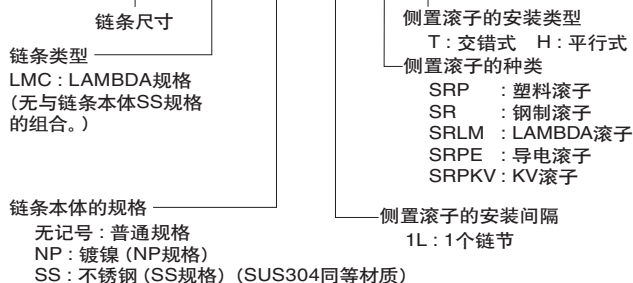 链条尺寸
链条类型
LMC : LAMBDA规格
(无与链条本体SS规格
的组合。)
链条本体的规格
无记号 : 普通规格
NP : 镀镍 (NP规格)
SS : 不锈钢 (SS规格) (SUS304同等材质)
侧置滚子的安装类型
T : 交错式 H : 平行式
侧置滚子的种类
SRP : 塑料滚子
SR : 钢制滚子
SRLM : LAMBDA滚子
SRPE : 导电滚子
SRPKV : KV滚子
侧置滚子的安装间隔
1L : 1个链节